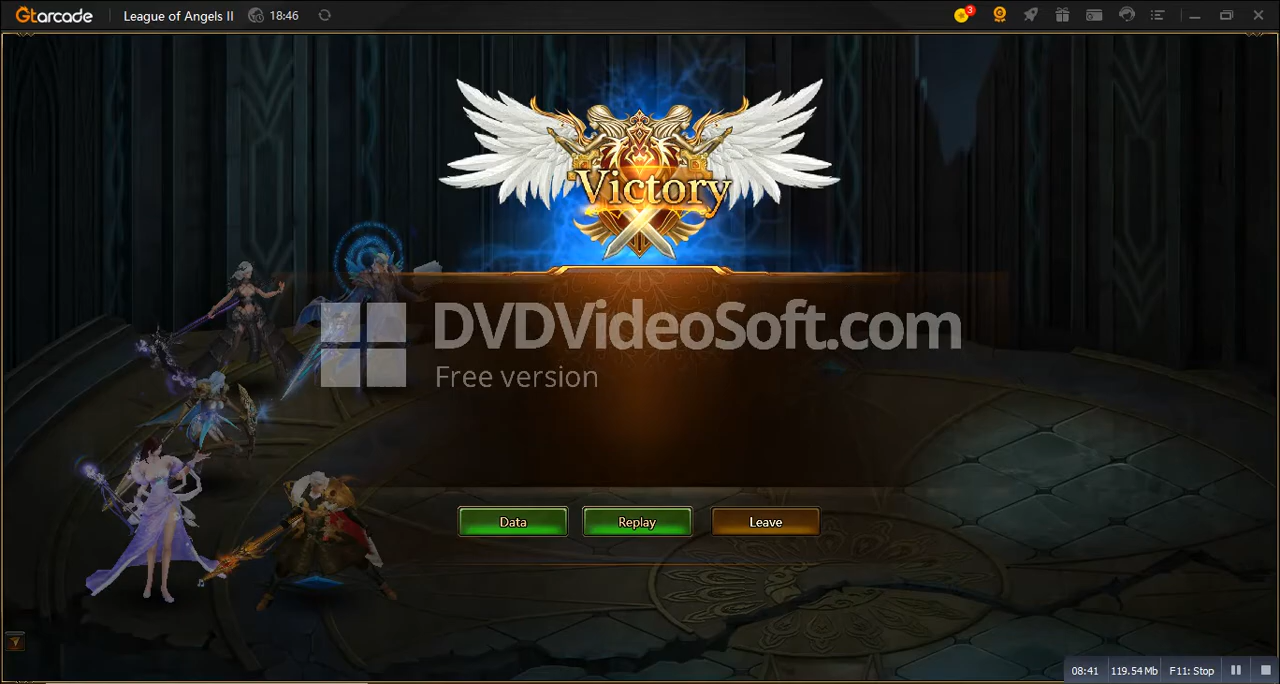 Gtarcade
League of Angels II
18:46
3
Victory
DVDVideoSoft.com
Free version
Data
Replay
Leave
08:41
119.54 Mb
F11: Stop